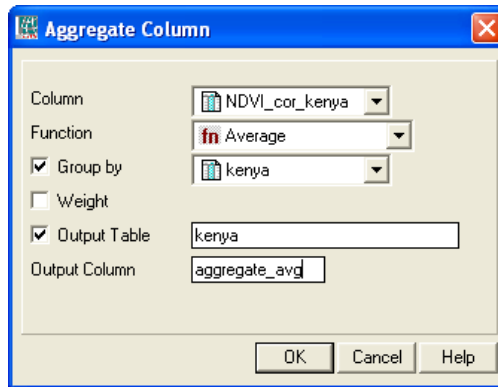 Aggregate Column
Column NDVI_cor_kenya
Function fn Average
Group by kenya
Weight
Output Table kenya
Output Column aggregate_avg
OK Cancel Help